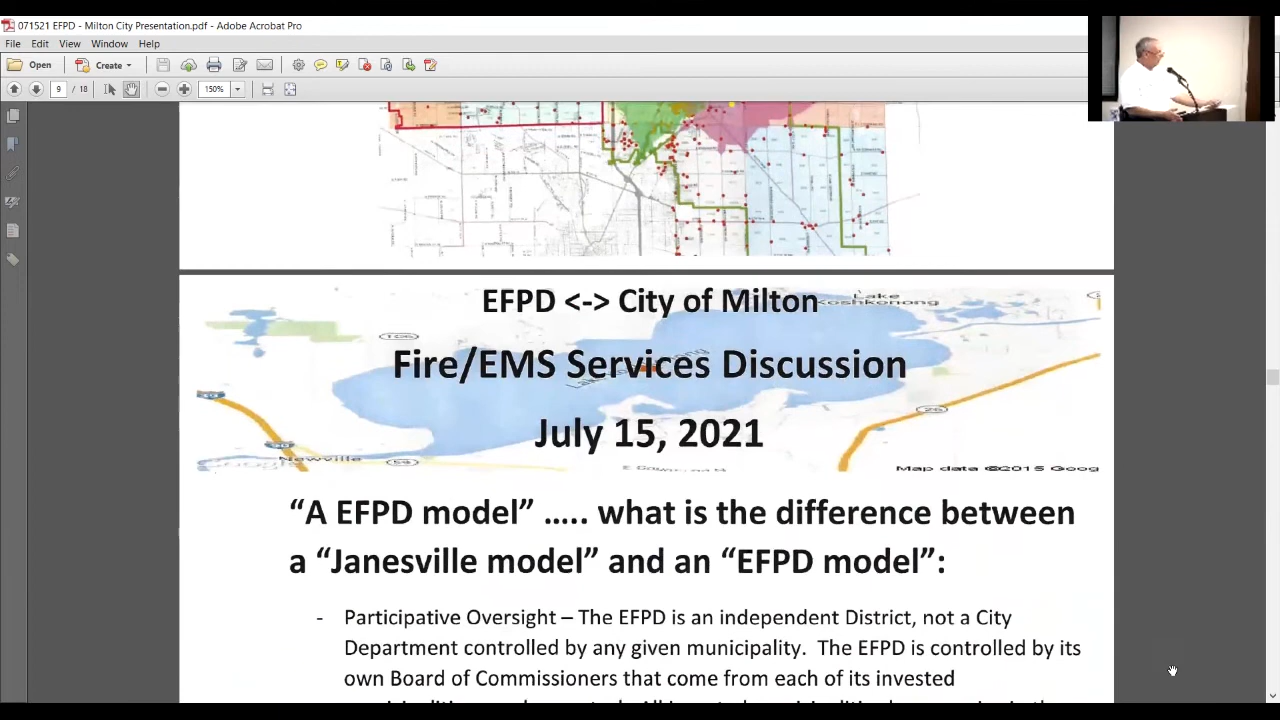 071521 EFPD - Milton City Presentation.pdf - Adobe Acrobat Pro
File Edit View Window Help
Open Create
9 / 18 150%
EFPD <-> City of Milton
Lake
Koshkonong
106
Fire/EMS Services Discussion
26
July 15, 2021
Newville
59
Google
Map data ©2015 Goog
“A EFPD model” ….. what is the difference between
a “Janesville model” and an “EFPD model”:
- Participative Oversight – The EFPD is an independent District, not a City
Department controlled by any given municipality. The EFPD is controlled by its
own Board of Commissioners that come from each of its invested